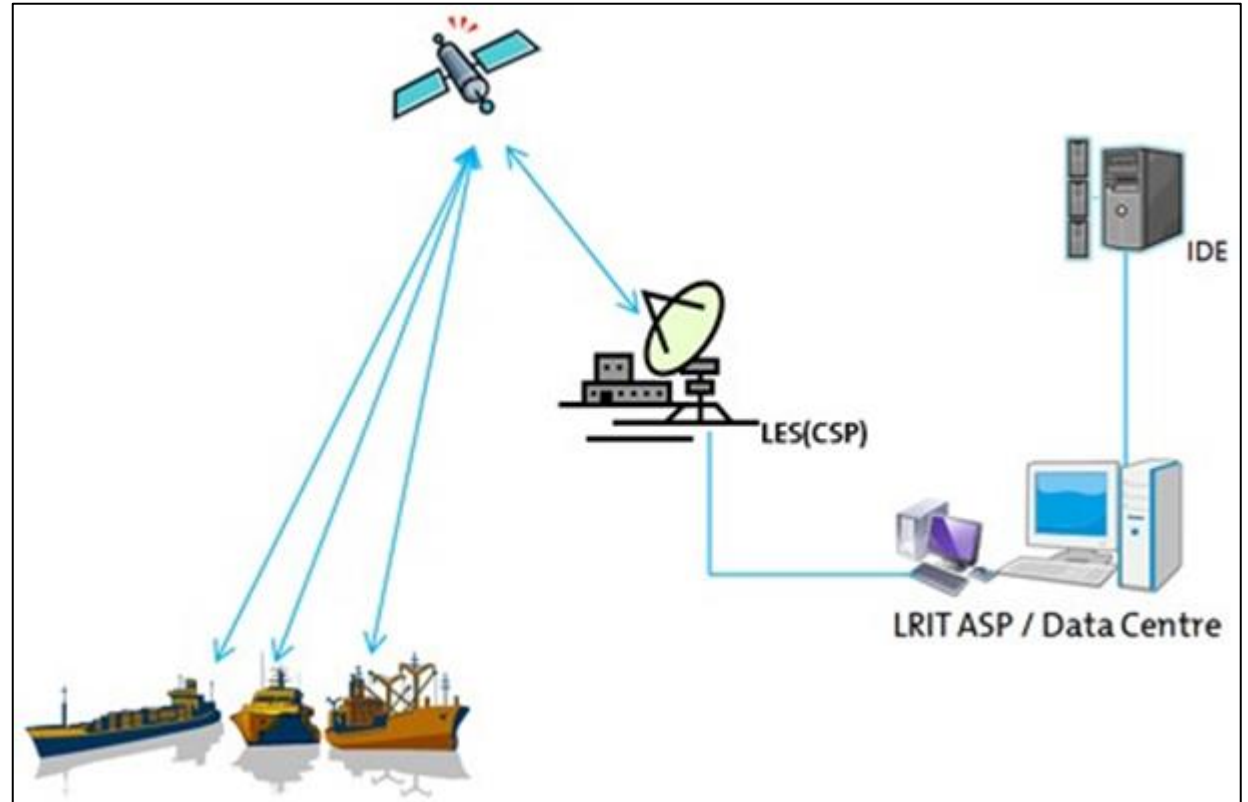 IDE
LES(CSP)
LRIT ASP / Data Centre